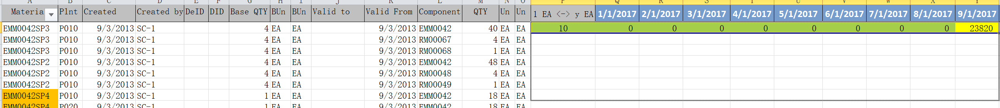 A B C D E F G H I J K L M N O P Q R S T U V W X Y
Materia Plnt Created Created by DeID DID Base QTY BUn BUn Valid to Valid From Component QTY Un Un 1 EA <-> y EA 1/1/2017 2/1/2017 3/1/2017 4/1/2017 5/1/2017 6/1/2017 7/1/2017 8/1/2017 9/1/2017
EMM0042SP3 P010 9/3/2013 SC-1 4 EA EA 9/3/2013 EMM0042 40 EA EA 10 0 0 0 0 0 0 0 0 23820
EMM0042SP3 P010 9/3/2013 SC-1 4 EA EA 9/3/2013 RM00067 4 EA EA
EMM0042SP3 P010 9/3/2013 SC-1 4 EA EA 9/3/2013 RM00068 1 EA EA
EMM0042SP2 P010 9/3/2013 SC-1 4 EA EA 9/3/2013 EMM0042 48 EA EA
EMM0042SP2 P010 9/3/2013 SC-1 4 EA EA 9/3/2013 RM00048 4 EA EA
EMM0042SP2 P010 9/3/2013 SC-1 4 EA EA 9/3/2013 RM00049 1 EA EA
EMM0042SP4 P010 9/3/2013 SC-1 1 EA EA 9/3/2013 EMM0042 18 EA EA
EMM0042SP4 P020 9/3/2013 SC-1 1 EA EA 9/3/2013 EMM0042 18 EA EA